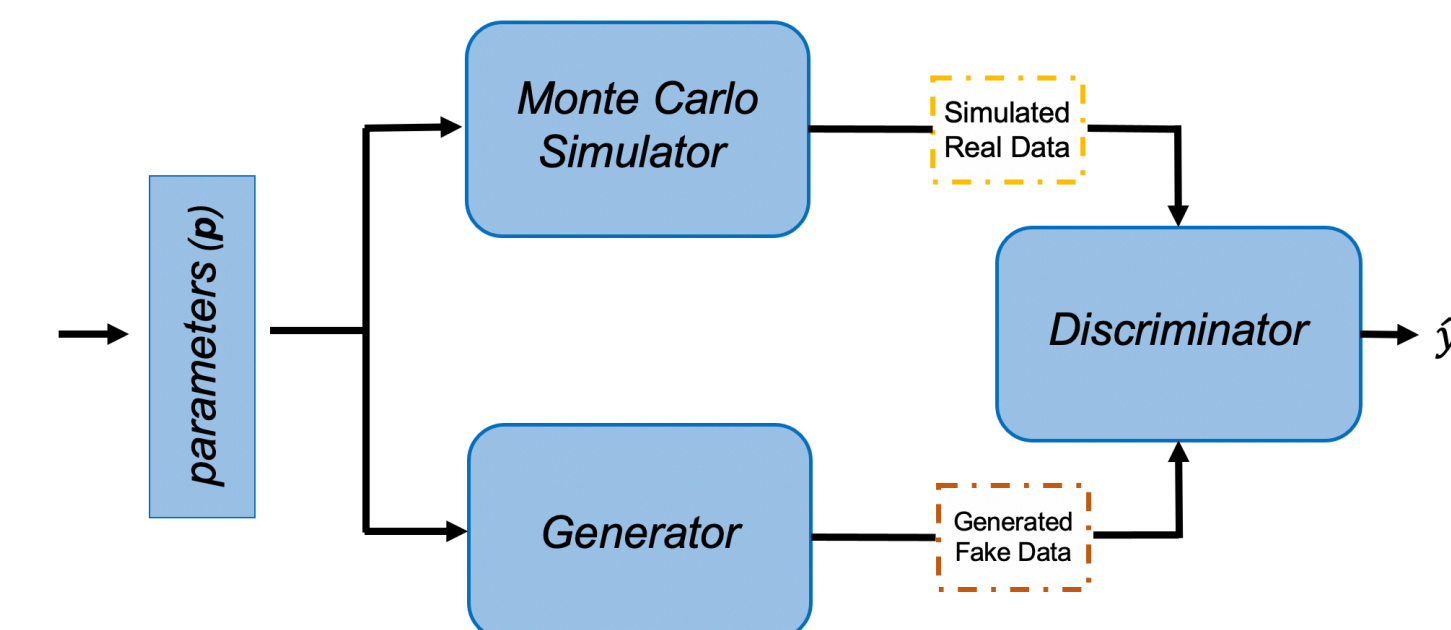 Monte Carlo
Simulator
Simulated
Real Data
parameters (p)
Discriminator
ŷ
Generator
Generated
Fake Data